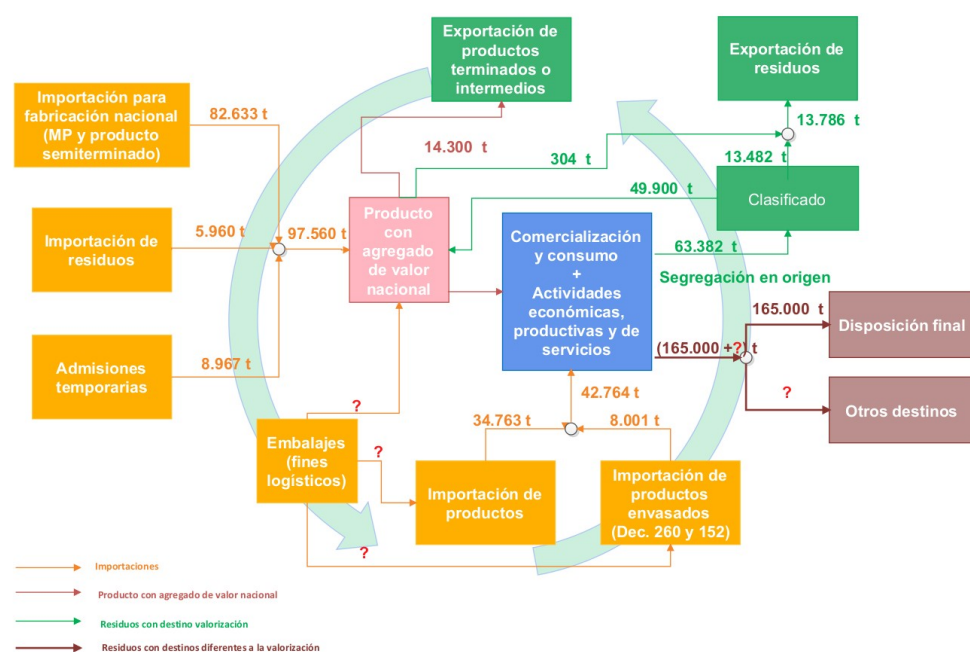 Exportación de
productos
terminados o
intermedios
Exportación de
residuos
Importación para
fabricación nacional
(MP y producto
semiterminado)
82.633 t
13.786 t
14.300 t
304 t
13.482 t
49.900 t
Clasificado
Importación de
residuos
5.960 t
97.560 t
Producto
con
agregado
de valor
nacional
Comercialización
y consumo
+
Actividades
económicas,
productivas y de
servicios
63.382 t
Segregación en origen
165.000 t
Disposición final
(165.000 +?) t
Admisiones
temporarias
8.967 t
42.764 t
?
Otros destinos
?
34.763 t
8.001 t
Embalajes
(fines
logísticos)
?
Importación de
productos
Importación de
productos
envasados
(Dec. 260 y 152)
?
Importaciones
Producto con agregado de valor nacional
Residuos con destino valorización
Residuos con destinos diferentes a la valorización